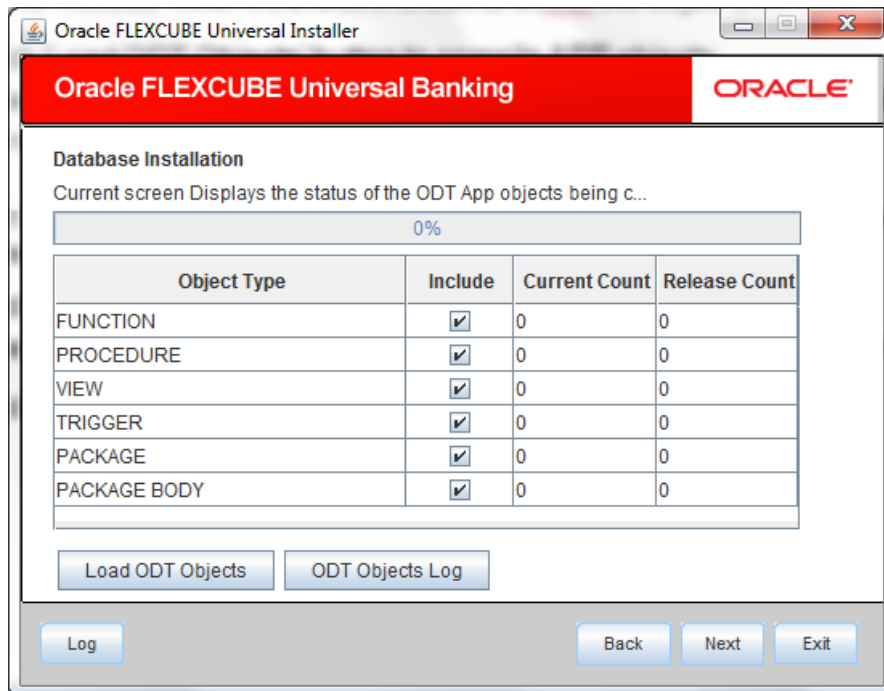 Oracle FLEXCUBE Universal Installer
Oracle FLEXCUBE Universal Banking
ORACLE®
Database Installation
Current screen Displays the status of the ODT App objects being c...
0%
Object Type Include Current Count Release Count
FUNCTION 0 0
PROCEDURE 0 0
VIEW 0 0
TRIGGER 0 0
PACKAGE 0 0
PACKAGE BODY 0 0
Load ODT Objects ODT Objects Log
Log Back Next Exit